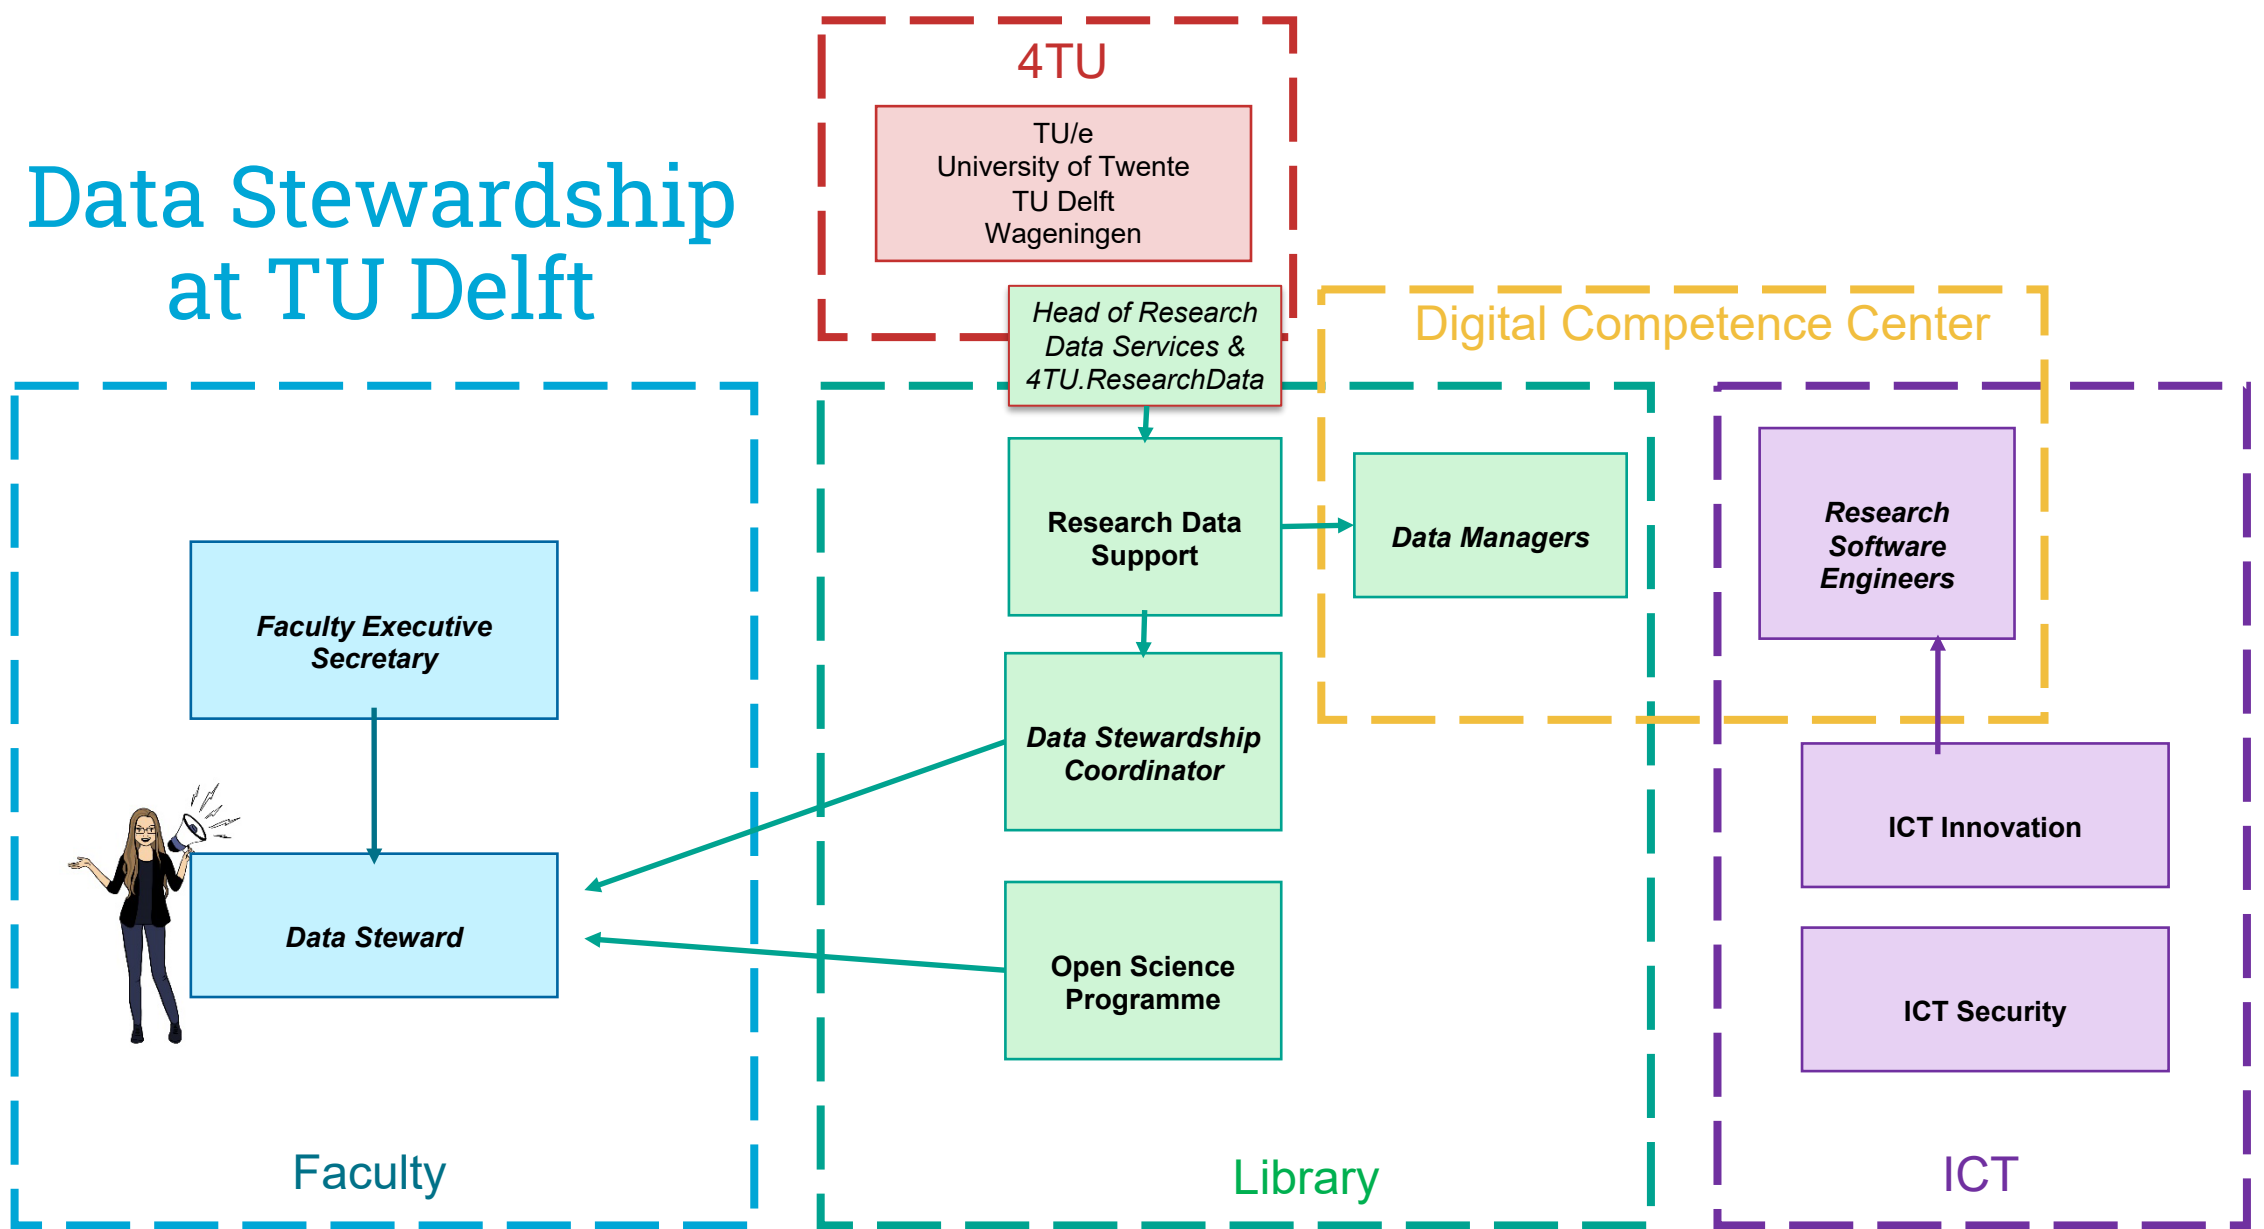 Data Stewardship
at TU Delft
4TU
TU/e
University of Twente
TU Delft
Wageningen
Head of Research
Data Services &
4TU.ResearchData
Digital Competence Center
Research Data
Support
Data Managers
Research
Software
Engineers
Faculty Executive
Secretary
Data Stewardship
Coordinator
ICT Innovation
Data Steward
Open Science
Programme
ICT Security
Faculty
Library
ICT